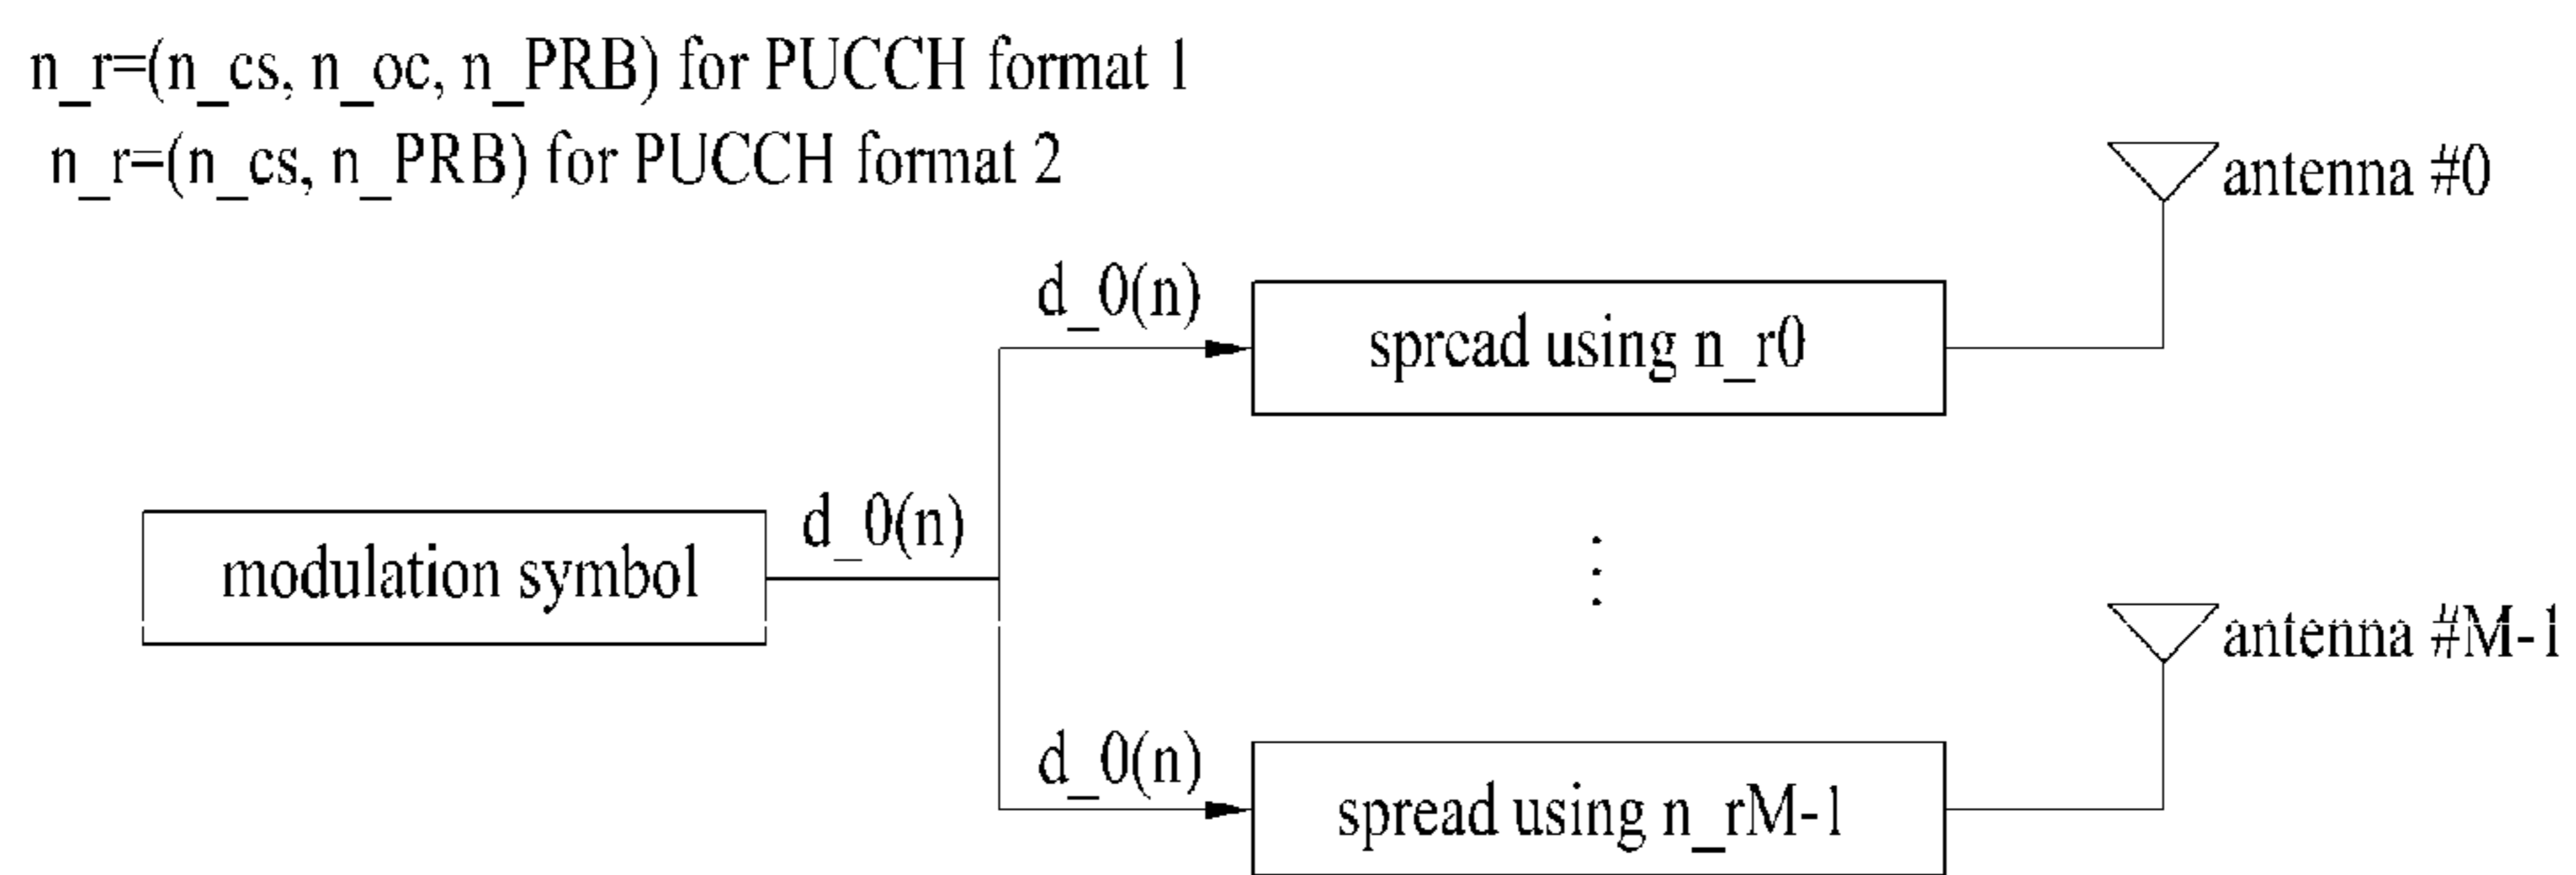 n_r=(n_cs, n_oc, n_PRB) for PUCCH format 1
n_r=(n_cs, n_PRB) for PUCCH format 2
antenna #0
d_0(n)
spread using n_r0
d_0(n)
modulation symbol
antenna #M-1
d_0(n)
spread using n_rM-1